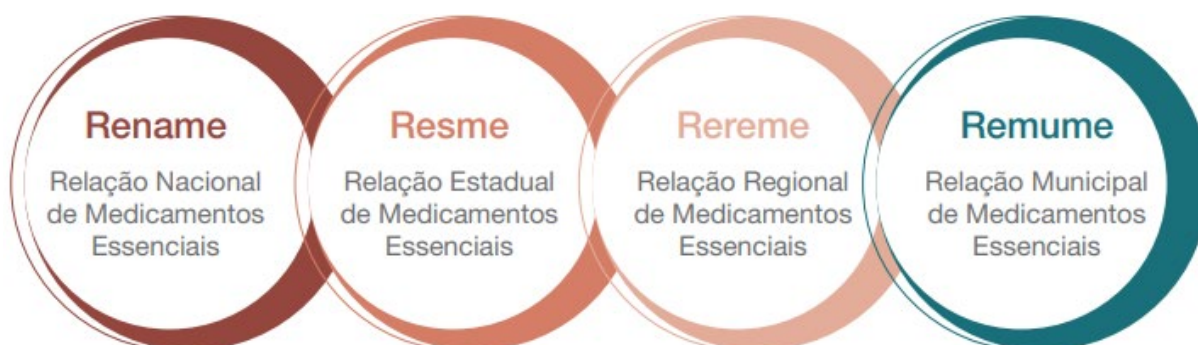 Rename
Relação Nacional
de Medicamentos
Essenciais
Resme
Relação Estadual
de Medicamentos
Essenciais
Rereme
Relação Regional
de Medicamentos
Essenciais
Remume
Relação Municipal
de Medicamentos
Essenciais